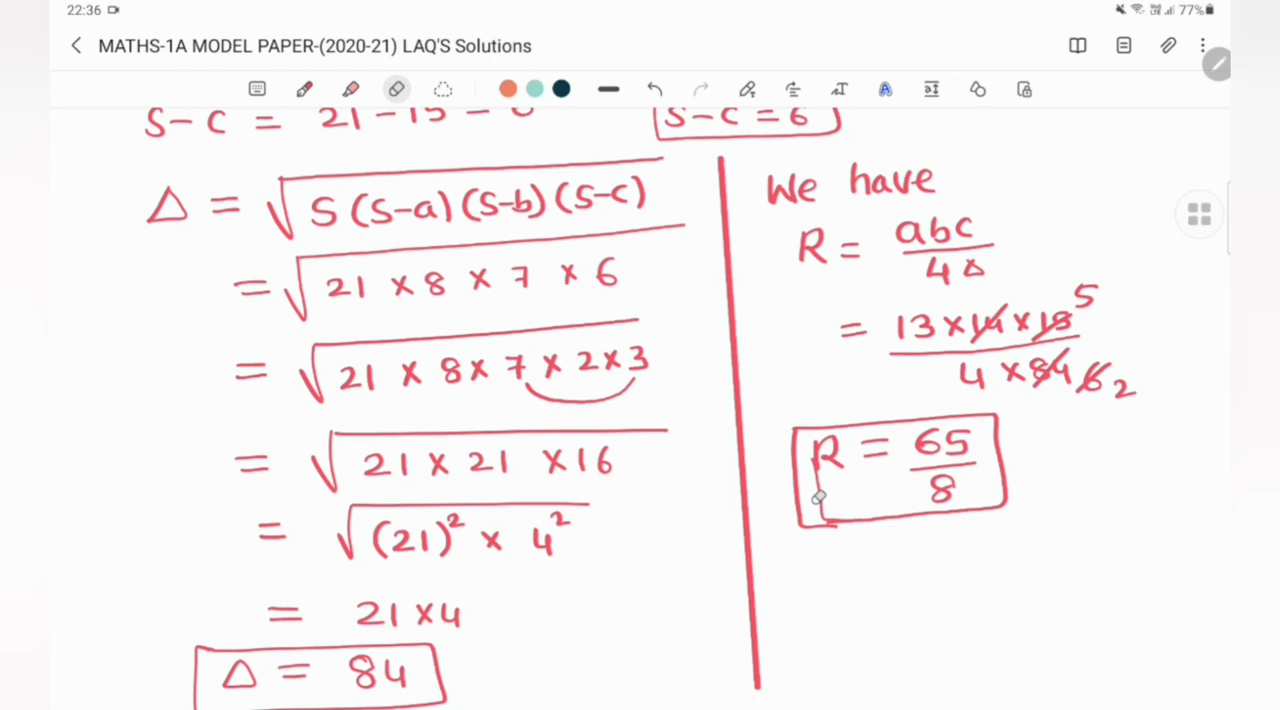 22:36 77%
MATHS-1A MODEL PAPER-(2020-21) LAQ'S Solutions
S-C = 21-15-6
S-C = 6
Δ = √S(S-a)(S-b)(S-c)
= √21 × 8 × 7 × 6
= √21 × 8 × 7 × 2 × 3
= √21 × 21 × 16
= √(21)² × 4²
= 21 × 4
Δ = 84
We have
R = abc / 4Δ
= 13 × 14 × 15 5 / 4 × 84 6 2
R = 65 / 8